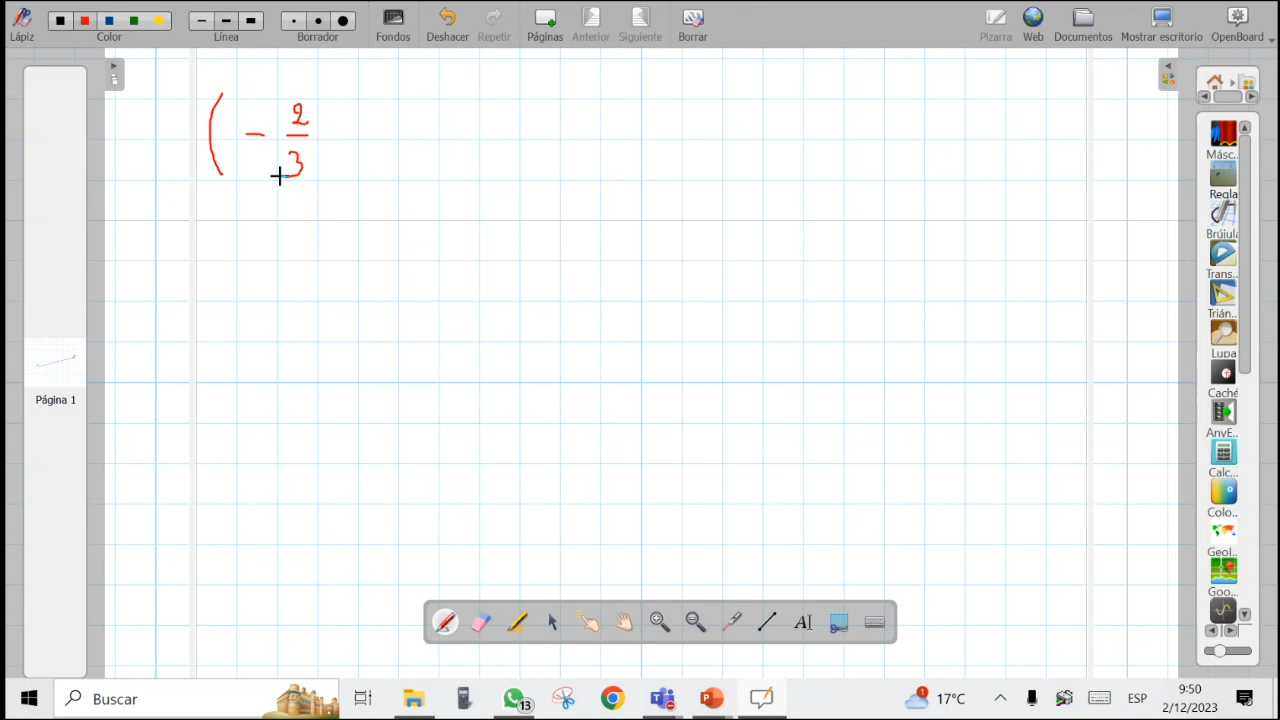 Lápiz Color Línea Borrador Fondos Deshacer Repetir Páginas Anterior Siguiente Borrar Pizarra Web Documentos Mostrar escritorio OpenBoard
( - 2
3
Página 1
Másc...
Regla
Brújula
Trans...
Trián...
Lupa
Caché
AnyE...
Calc...
Colo...
Geo...
Goo...
Buscar
13
1
17°C
ESP
9:50
2/12/2023